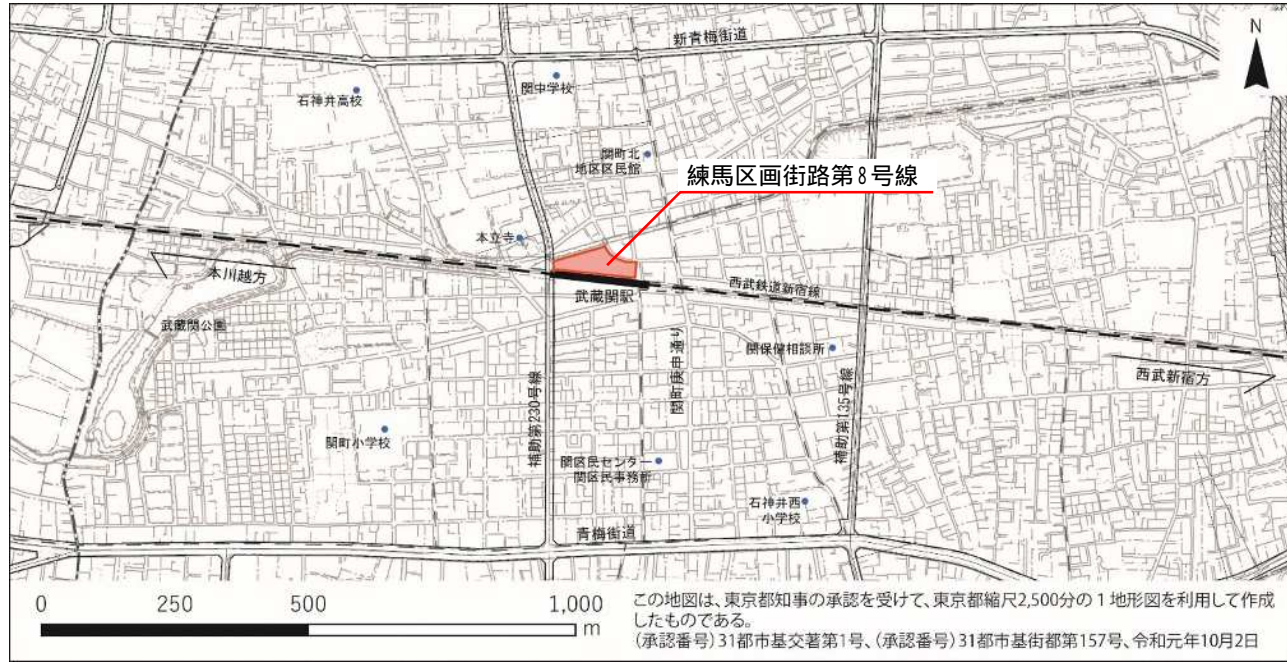 新青梅街道
N
石神井高校
関中学校
関町北
地区区民館
練馬区画街路第8号線
本立寺
本川越方
武蔵関駅
西武鉄道新宿線
武蔵関公園
関町庚申通り
関保健相談所
西武新宿方
補助第230号線
補助第135号線
関町小学校
関区民センター
関区民事務所
石神井西
小学校
青梅街道
0 250 500 1,000
m
この地図は、東京都知事の承認を受けて、東京都縮尺2,500分の1地形図を利用して作成
したものである。
(承認番号)31都市基交著第1号、(承認番号)31都市基街都第157号、令和元年10月2日